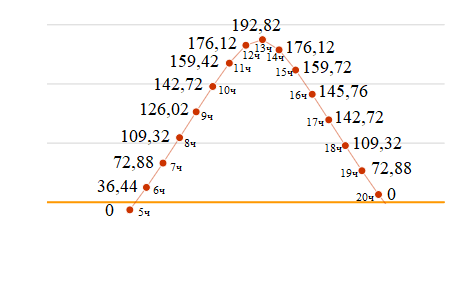 192,82
13ч
176,12
12ч
14ч
176,12
159,42
11ч
15ч
159,72
142,72
10ч
16ч
145,76
126,02
9ч
17ч
142,72
109,32
8ч
18ч
109,32
72,88
7ч
19ч
72,88
36,44
6ч
20ч
0
0
5ч